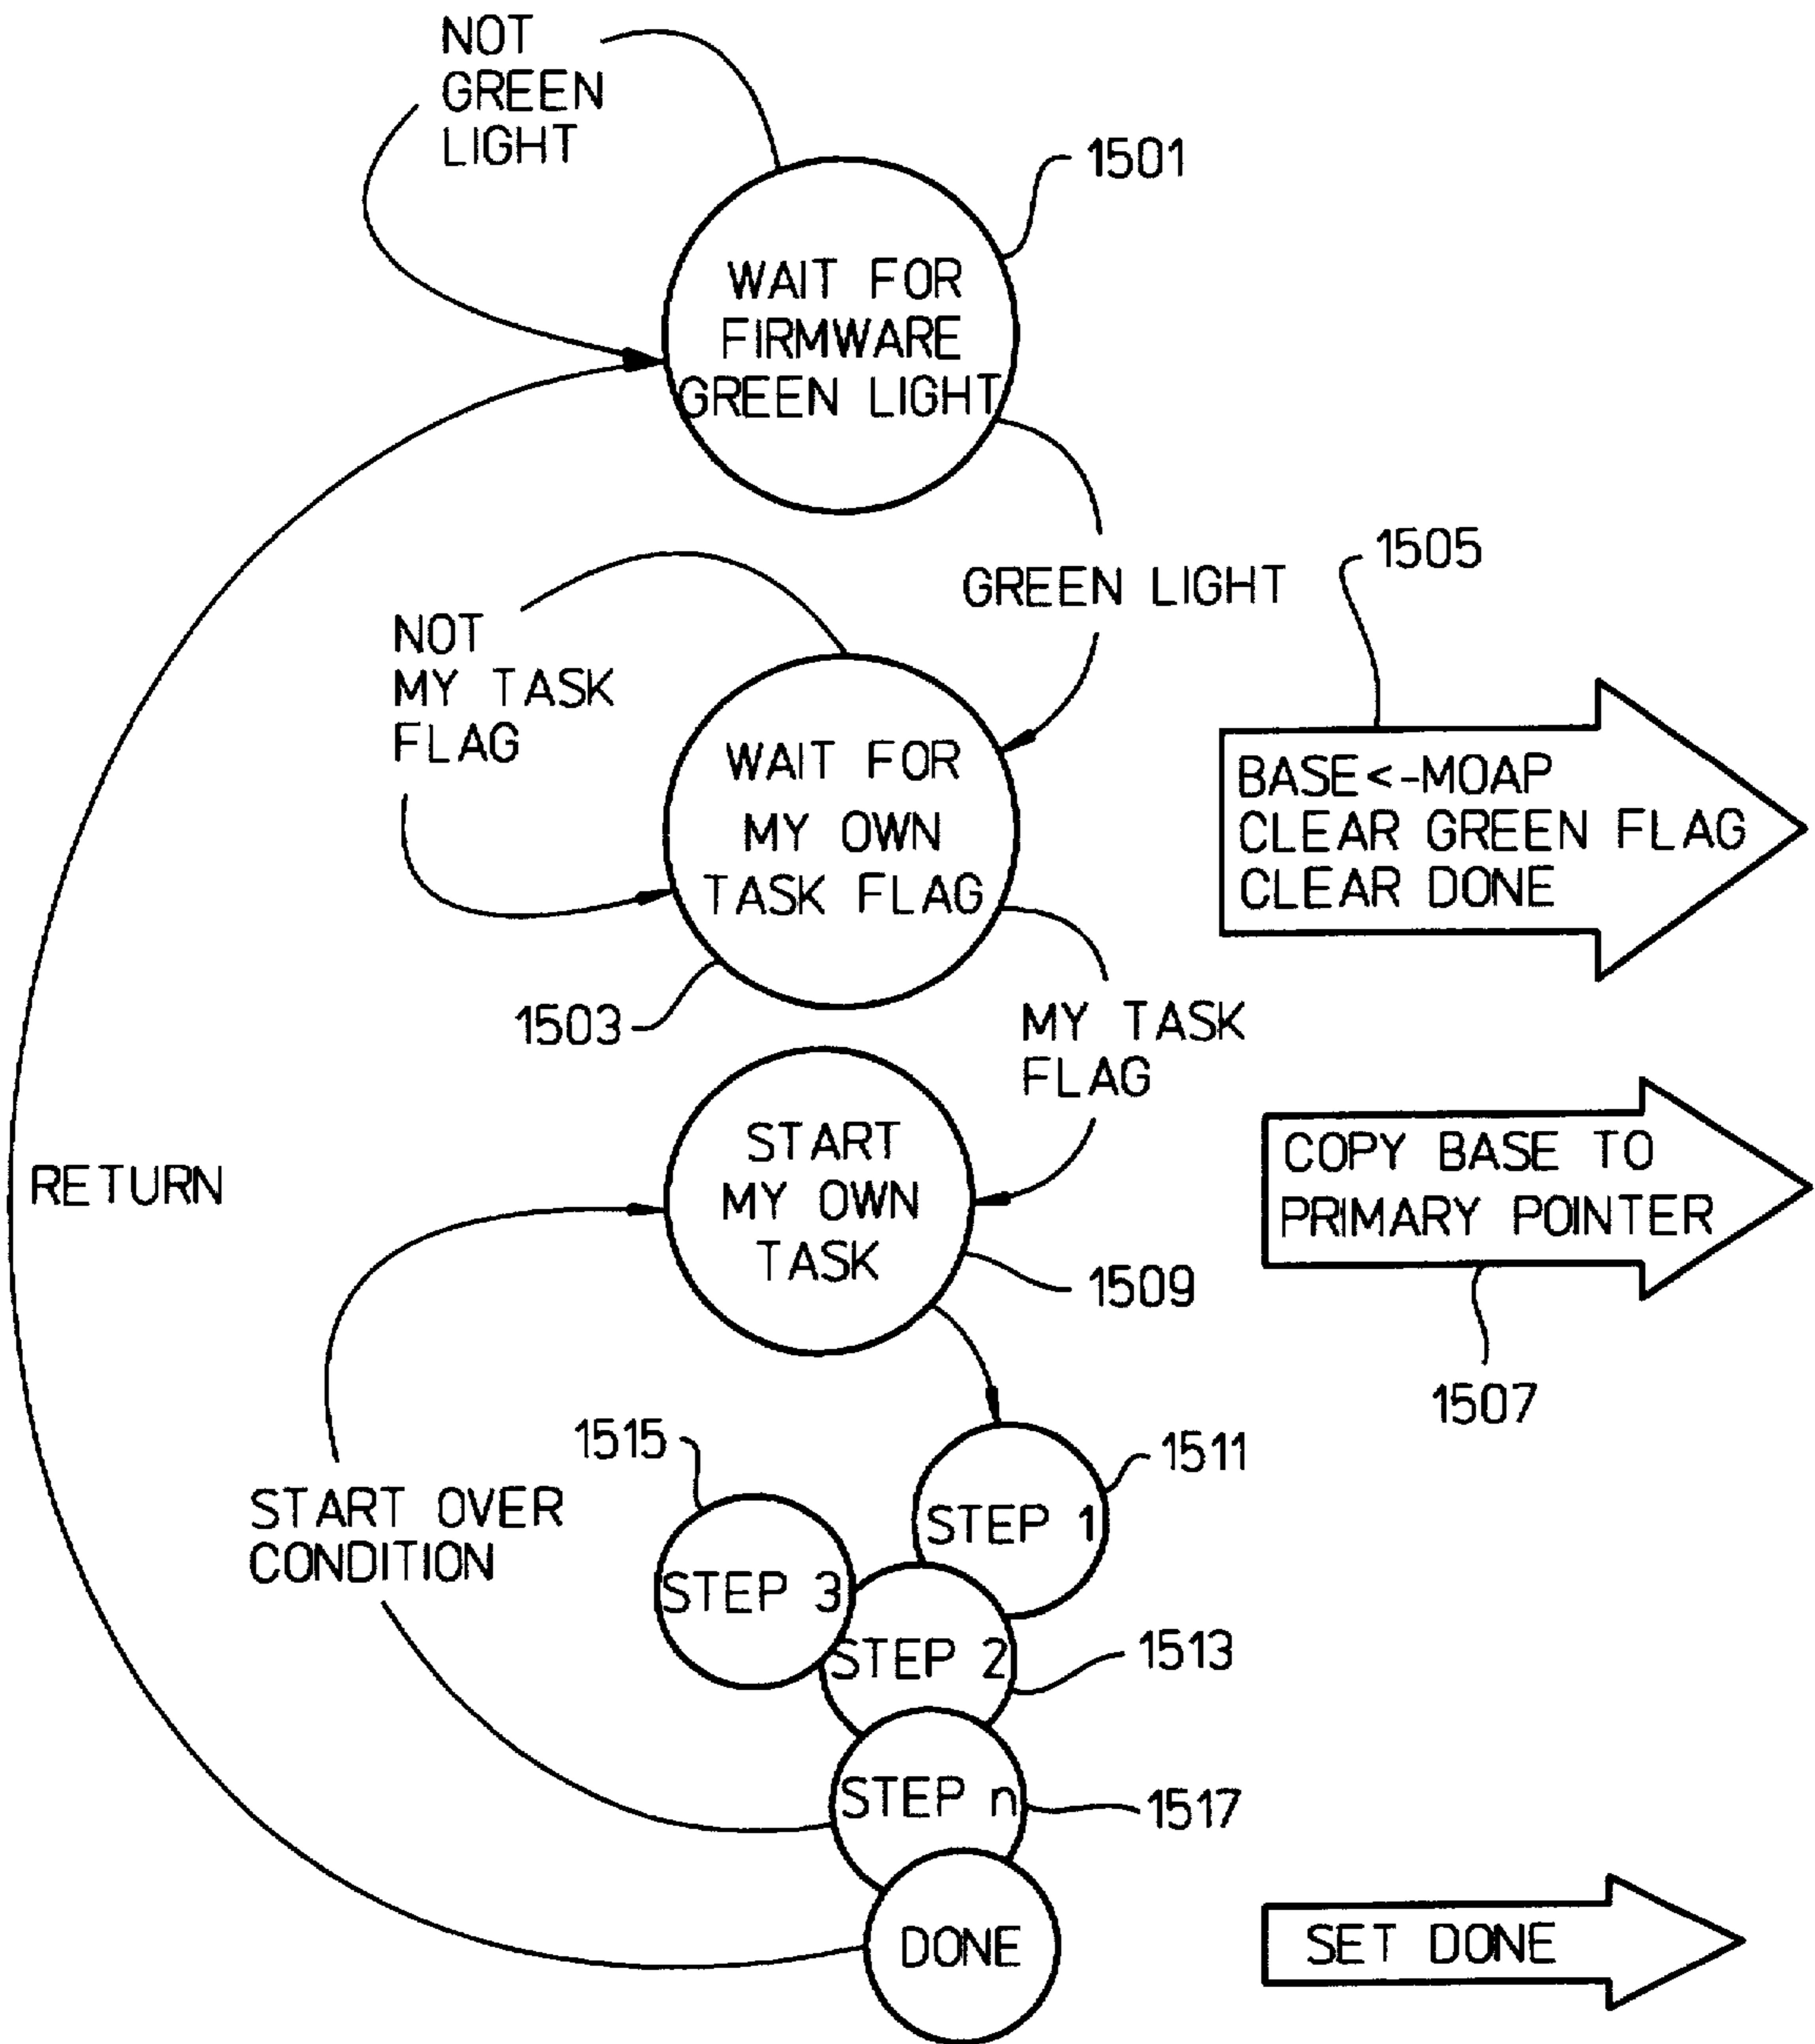 NOT
GREEN
LIGHT
1501
WAIT FOR
FIRMWARE
GREEN LIGHT
1505
GREEN LIGHT
NOT
MY TASK
FLAG
WAIT FOR
MY OWN
TASK FLAG
BASE<-MOAP
CLEAR GREEN FLAG
CLEAR DONE
1503
MY TASK
FLAG
START
MY OWN
TASK
COPY BASE TO
PRIMARY POINTER
RETURN
1509
1507
1515
1511
START OVER
CONDITION
STEP 1
STEP 3
STEP 2
1513
STEP n
1517
DONE
SET DONE